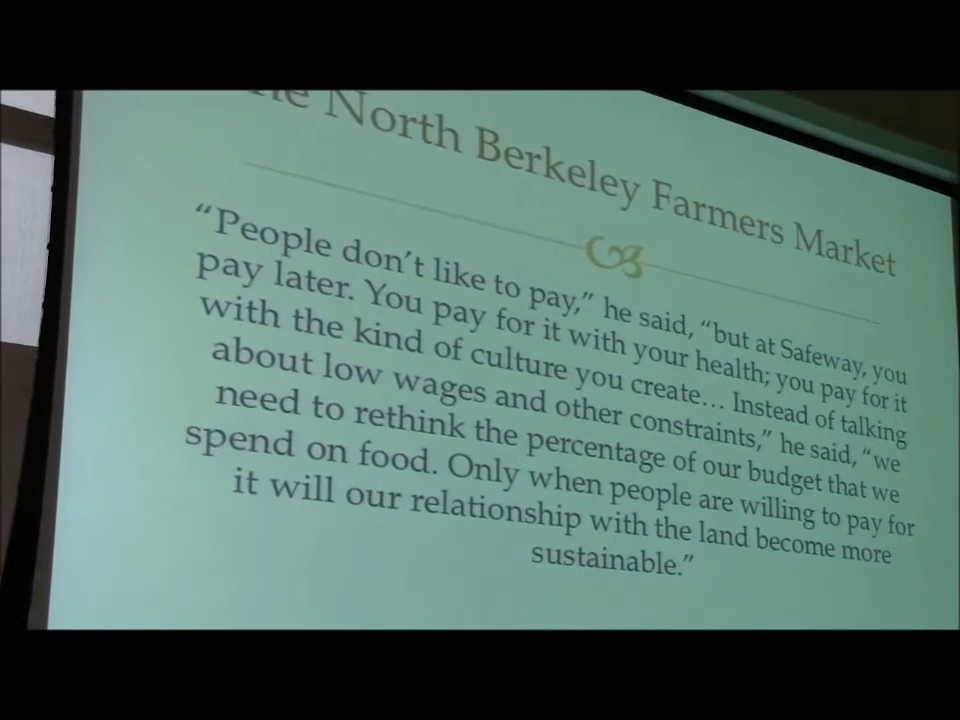 North Berkeley Farmers Market
“People don’t like to pay,” he said, “but at Safeway, you
pay later. You pay for it with your health; you pay for it
with the kind of culture you create… Instead of talking
about low wages and other constraints,” he said, “we
need to rethink the percentage of our budget that we
spend on food. Only when people are willing to pay for
it will our relationship with the land become more
sustainable.”